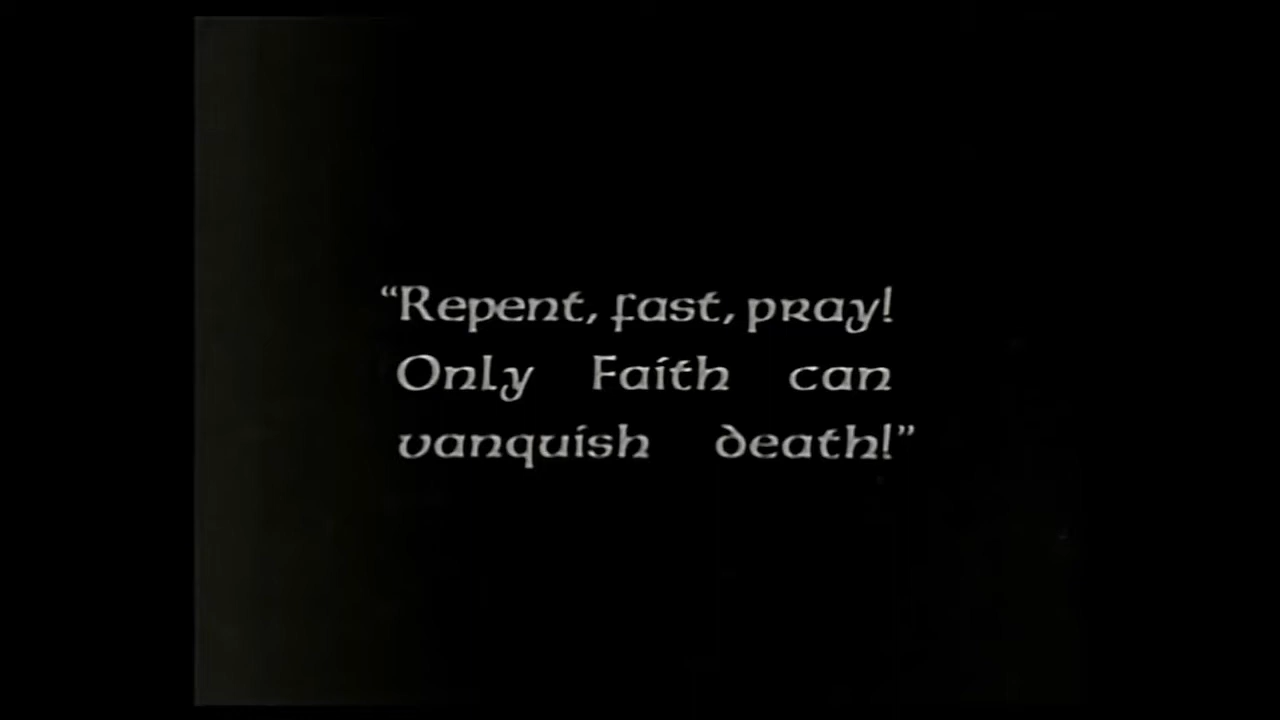 “Repent, fast, pray!
Only Faith can
vanquish death!”